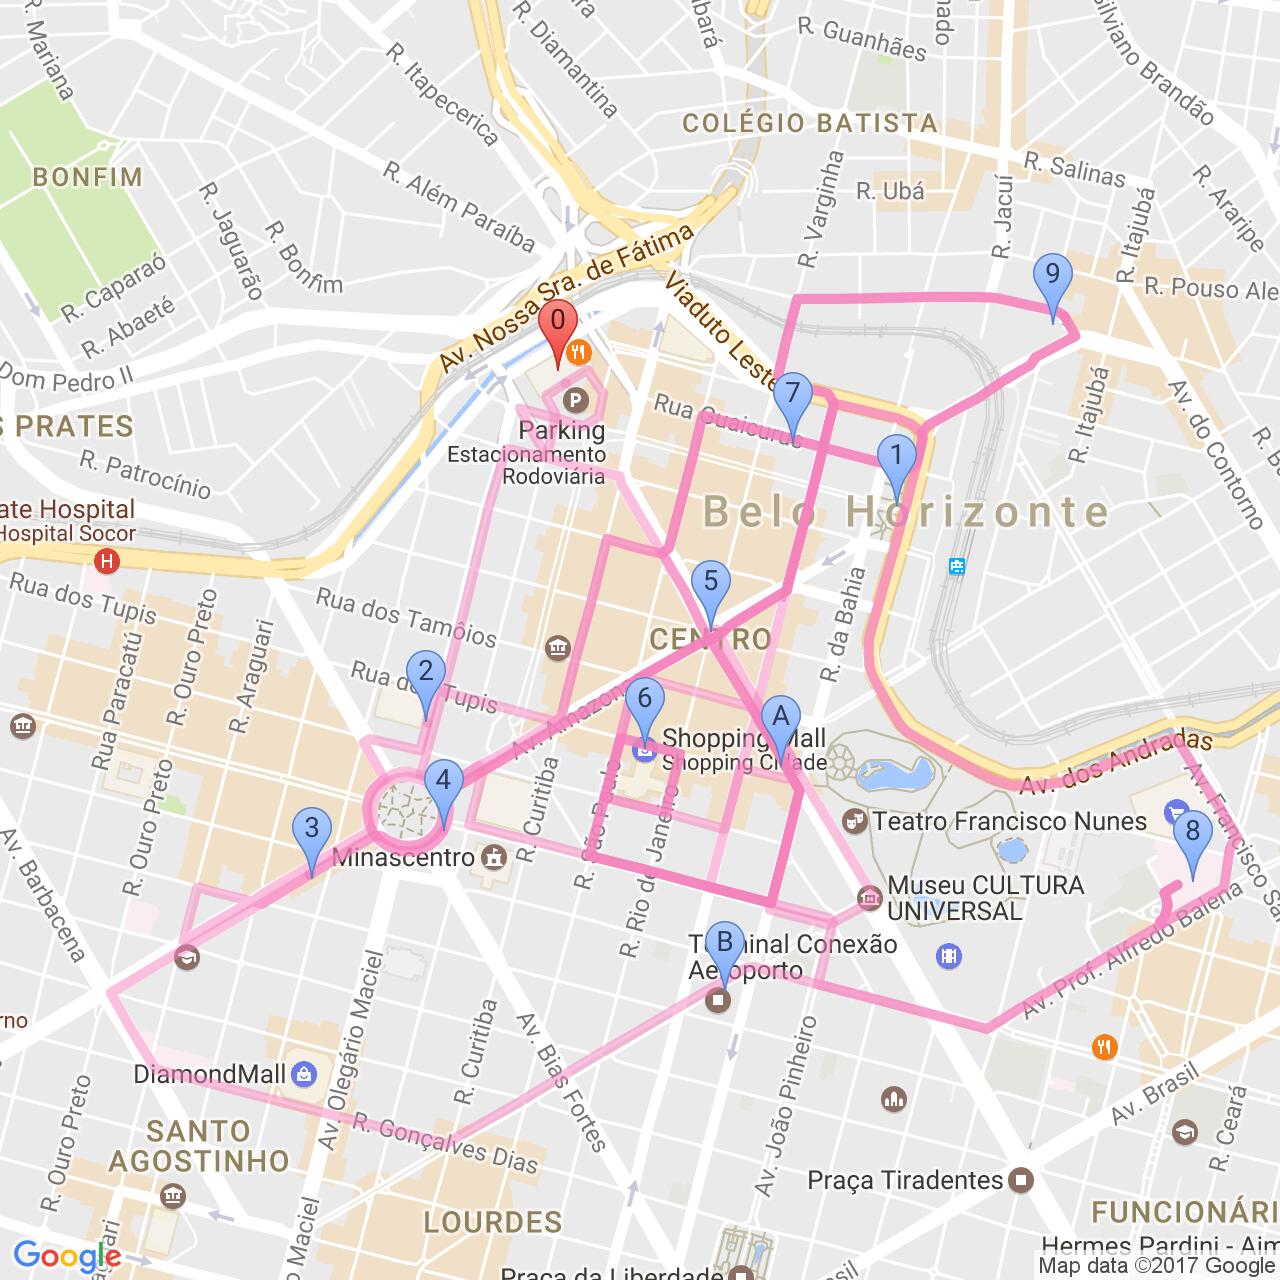 R. Mariana
R. Diamantina
R. Guanhães
R. Itapecerica
COLÉGIO BATISTA
Silviano Brandão
R. Salinas
BONFIM
R. Além Paraíba
R. Varginha
R. Ubá
R. Jacuí
R. Itajubá
R. Araripe
R. Jaguarão
R. Bonfim
R. Caparaó
R. Abaeté
Av. Nossa Sra. de Fátima
Viaduto Leste
R. Pouso Ale
9
0
Dom Pedro II
S PRATES
R. Patrocínio
P
Parking
Estacionamento
Rodoviária
Rua Guaicurus
7
1
R. Itajubá
Av. do Contorno
Belo Horizonte
ate Hospital
Hospital Socor
H
Rua dos Tupis
R. Ouro Preto
R. Araguari
Rua Paracatú
Rua dos Tamóios
5
CENTRO
R. da Bahia
2
Rua dos Tupis
6
A
Av. Amazonas
Shopping Mall
Shopping Cidade
Av. dos Andradas
4
3
R. Ouro Preto
Minascentro
R. Curitiba
R. São Paulo
R. Rio de Janeiro
Teatro Francisco Nunes
8
Av. Francisco Sa
Av. Barbacena
Museu CULTURA
UNIVERSAL
B
Terminal Conexão
Aeroporto
Av. Prof. Alfredo Balena
rno
Av. Olegário Maciel
R. Curitiba
Av. Bias Fortes
Av. João Pinheiro
DiamondMall
R. Gonçalves Dias
R. Ouro Preto
SANTO
AGOSTINHO
Av. Brasil
R. Ceará
Praça Tiradentes
LOURDES
FUNCIONÁRI
Hermes Pardini - Aim
Praça da Liberdade
Google
Map data ©2017 Google